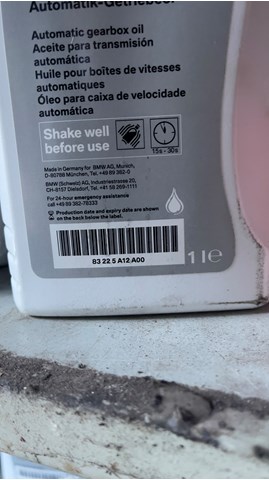 Automatic gearbox oil
Aceite para transmisión
automática
Huile pour boîtes de vitesses
automatiques
Óleo para caixa de velocidade
automática
Shake well
before use
15s - 30s
Made in Germany for BMW AG, Munich,
D-80788 München, Tel. +49 89 382-0
BMW (Schweiz) AG, Industriestrasse 20,
CH-8157 Dielsdorf, Tel. +41 58 269-1111
For 24-hour emergency assistance
call +49 89 382-78333
Production date and expiry date are shown
on the back, below.
83 22 5 A12 A00
1 l e